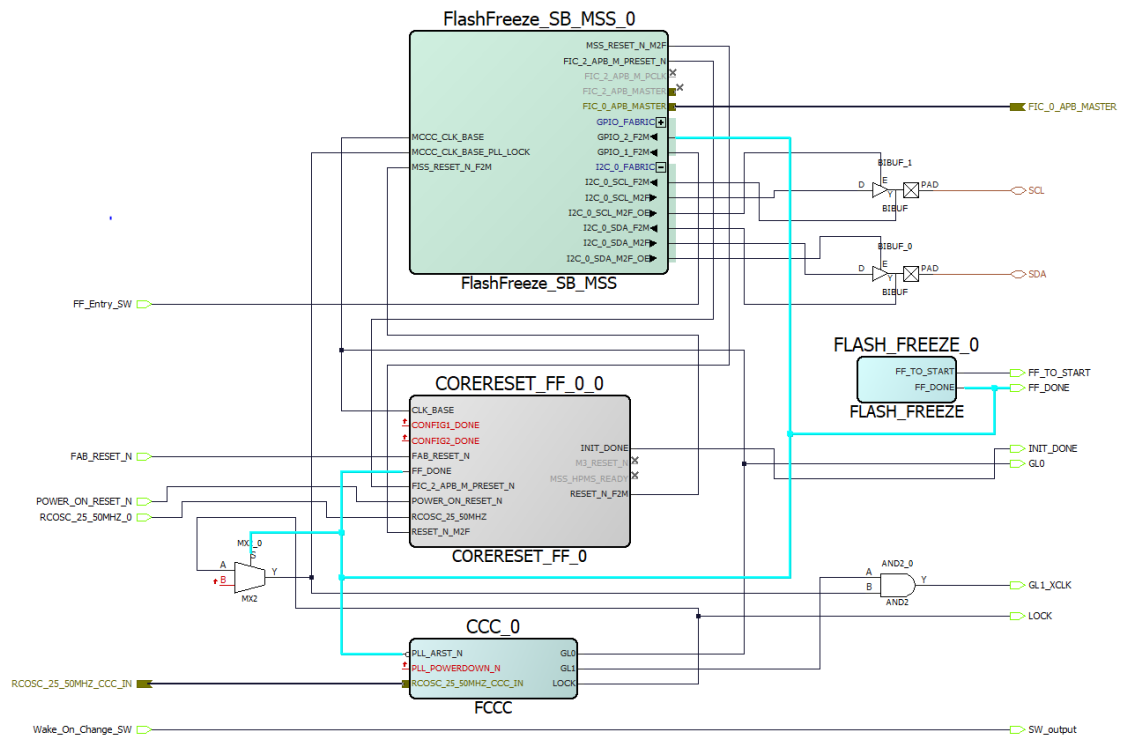 FlashFreeze_SB_MSS_0
MSS_RESET_N_M2F
FIC_2_APB_M_PRESET_N
FIC_2_APB_M_PCLK
FIC_2_APB_MASTER
FIC_0_APB_MASTER
FIC_0_APB_MASTER
GPIO_FABRIC
MCCC_CLK_BASE
GPIO_2_F2M
MCCC_CLK_BASE_PLL_LOCK
GPIO_1_F2M
MSS_RESET_N_F2M
I2C_0_FABRIC
BIBUF_1
I2C_0_SCL_F2M
D
E
Y
PAD
SCL
I2C_0_SCL_M2F
I2C_0_SCL_M2F_OE
BIBUF
I2C_0_SDA_F2M
I2C_0_SDA_M2F
BIBUF_0
I2C_0_SDA_M2F_OE
D
E
Y
PAD
SDA
BIBUF
FlashFreeze_SB_MSS
FF_Entry_SW
FLASH_FREEZE_0
FF_TO_START
FF_TO_START
FF_DONE
FF_DONE
FLASH_FREEZE
CORERESET_FF_0_0
CLK_BASE
CONFIG1_DONE
CONFIG2_DONE
FAB_RESET_N
FAB_RESET_N
INIT_DONE
INIT_DONE
FF_DONE
M3_RESET_N
GL0
FIC_2_APB_M_PRESET_N
MSS_HPMS_READY
POWER_ON_RESET_N
POWER_ON_RESET_N
RESET_N_F2M
RCOSC_25_50MHZ_0
RCOSC_25_50MHZ
RESET_N_M2F
CORERESET_FF_0
S
A
B
Y
MX2
AND2_0
A
B
Y
AND2
GL1_XCLK
LOCK
CCC_0
PLL_ARST_N
GL0
PLL_POWERDOWN_N
GL1
RCOSC_25_50MHZ_CCC_IN
RCOSC_25_50MHZ_CCC_IN
LOCK
FCCC
Wake_On_Change_SW
SW_output